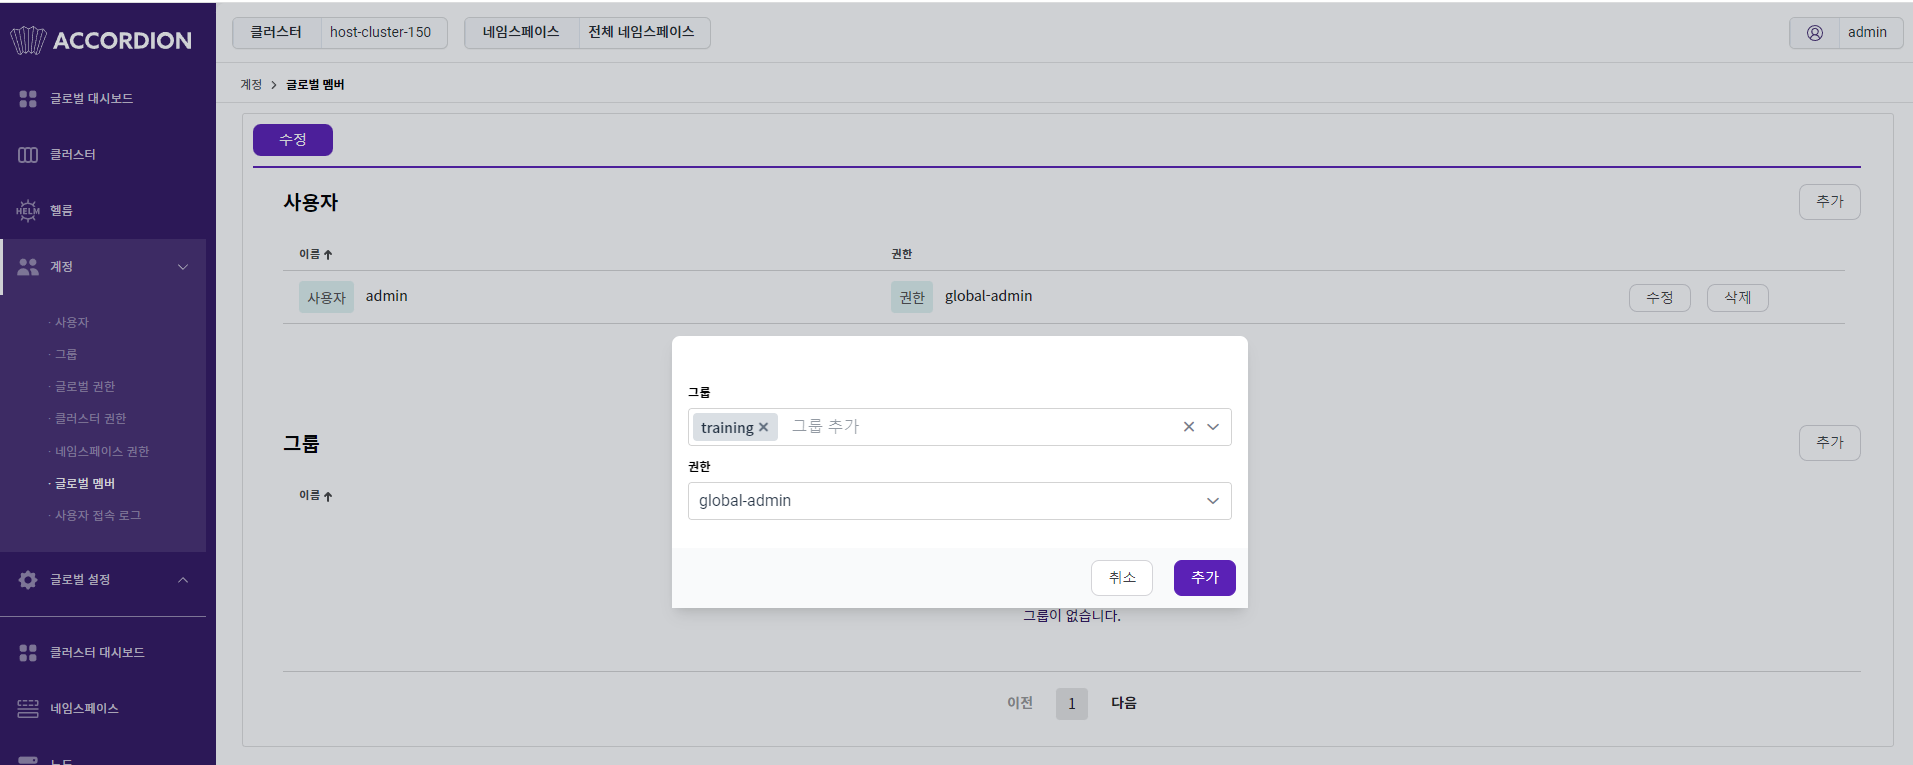 ACCORDION
글로벌 대시보드
클러스터
HELM 헬름
계정
· 사용자
· 그룹
· 글로벌 권한
· 클러스터 권한
· 네임스페이스 권한
· 글로벌 멤버
· 사용자 접속 로그
글로벌 설정
클러스터 대시보드
네임스페이스
노드
클러스터 host-cluster-150 네임스페이스 전체 네임스페이스 admin
계정 > 글로벌 멤버
수정
사용자 추가
이름 권한
사용자 admin 권한 global-admin 수정 삭제
그룹 추가
이름
그룹
training 그룹 추가
권한
global-admin
취소 추가
그룹이 없습니다.
이전 1 다음